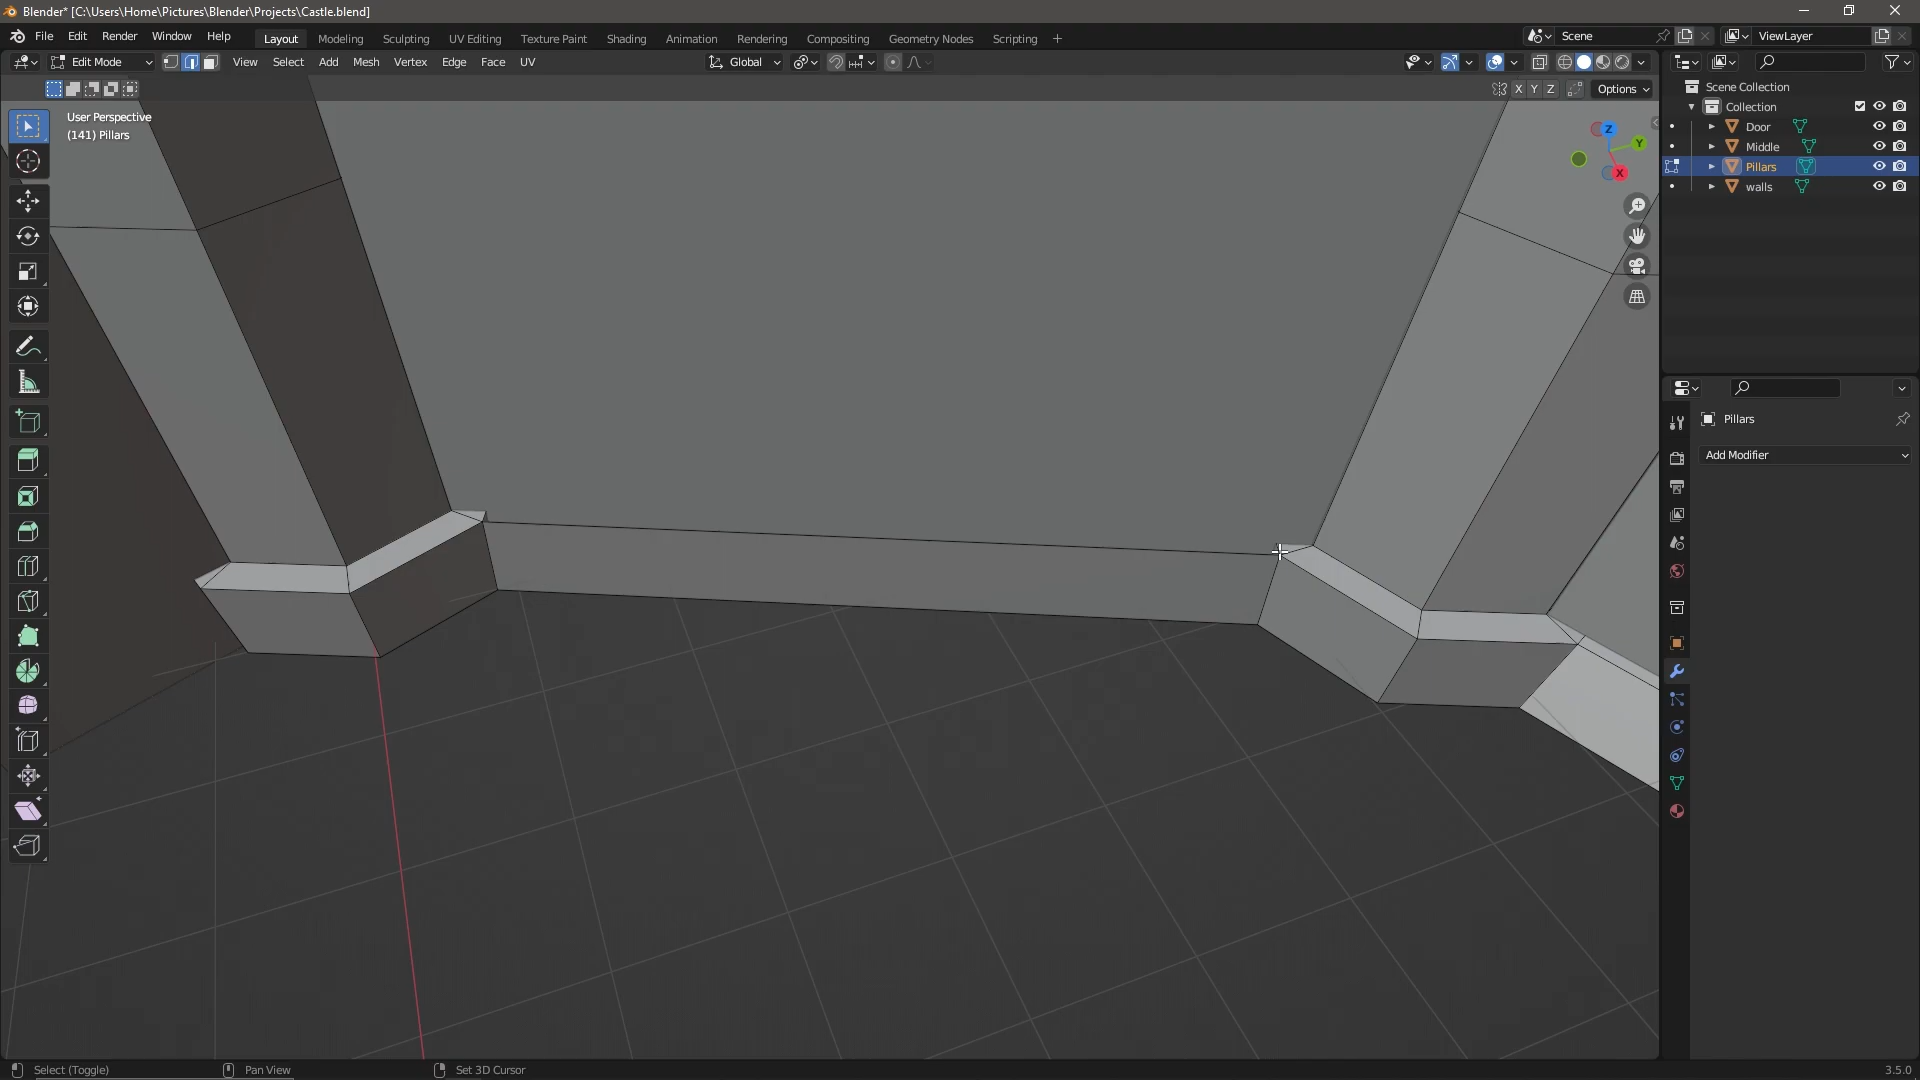 Blender* [C:\Users\Home\Pictures\Blender\Projects\Castle.blend]
File Edit Render Window Help Layout Modeling Sculpting UV Editing Texture Paint Shading Animation Rendering Compositing Geometry Nodes Scripting + Scene ViewLayer
Edit Mode View Select Add Mesh Vertex Edge Face UV Global
X Y Z Options
Scene Collection
Collection
Door
Middle
Pillars
walls
User Perspective
(141) Pillars
Z
Y
X
Pillars
Add Modifier
Select (Toggle) Pan View Set 3D Cursor 3.5.0